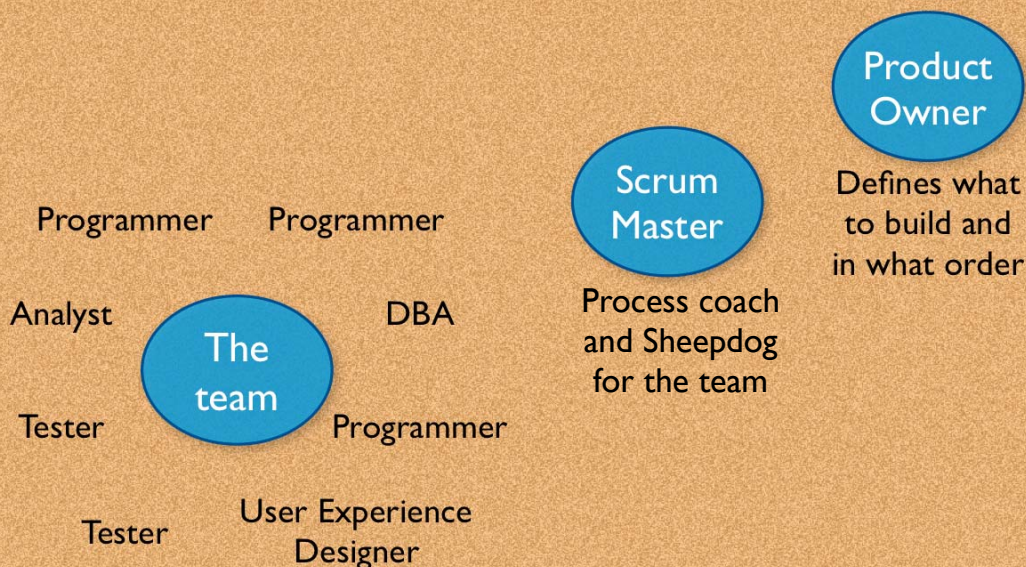 Product
Owner
Defines what
to build and
in what order
Scrum
Master
Process coach
and Sheepdog
for the team
Programmer
Programmer
Analyst
DBA
The
team
Tester
Programmer
Tester
User Experience
Designer